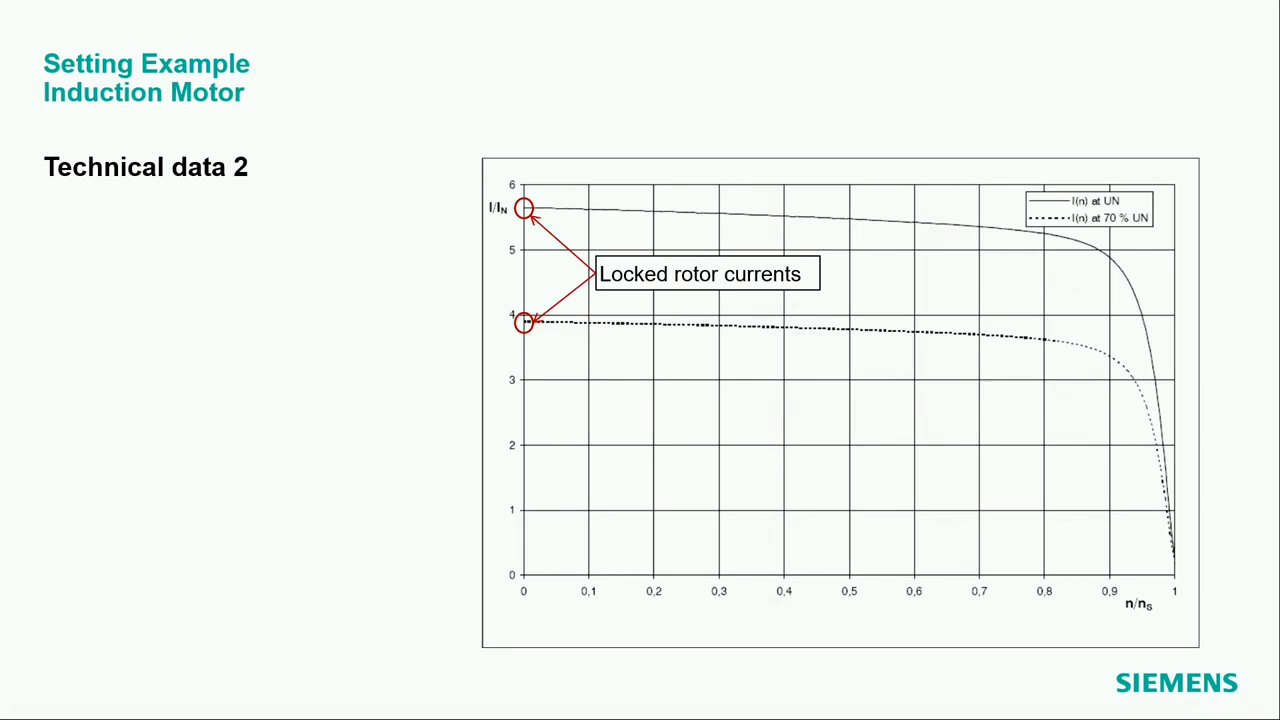 Setting Example
Induction Motor
Technical data 2
6
I/IN
I(n) at UN
I(n) at 70 % UN
5
Locked rotor currents
4
3
2
1
0
0 0,1 0,2 0,3 0,4 0,5 0,6 0,7 0,8 0,9 1
n/nS
SIEMENS